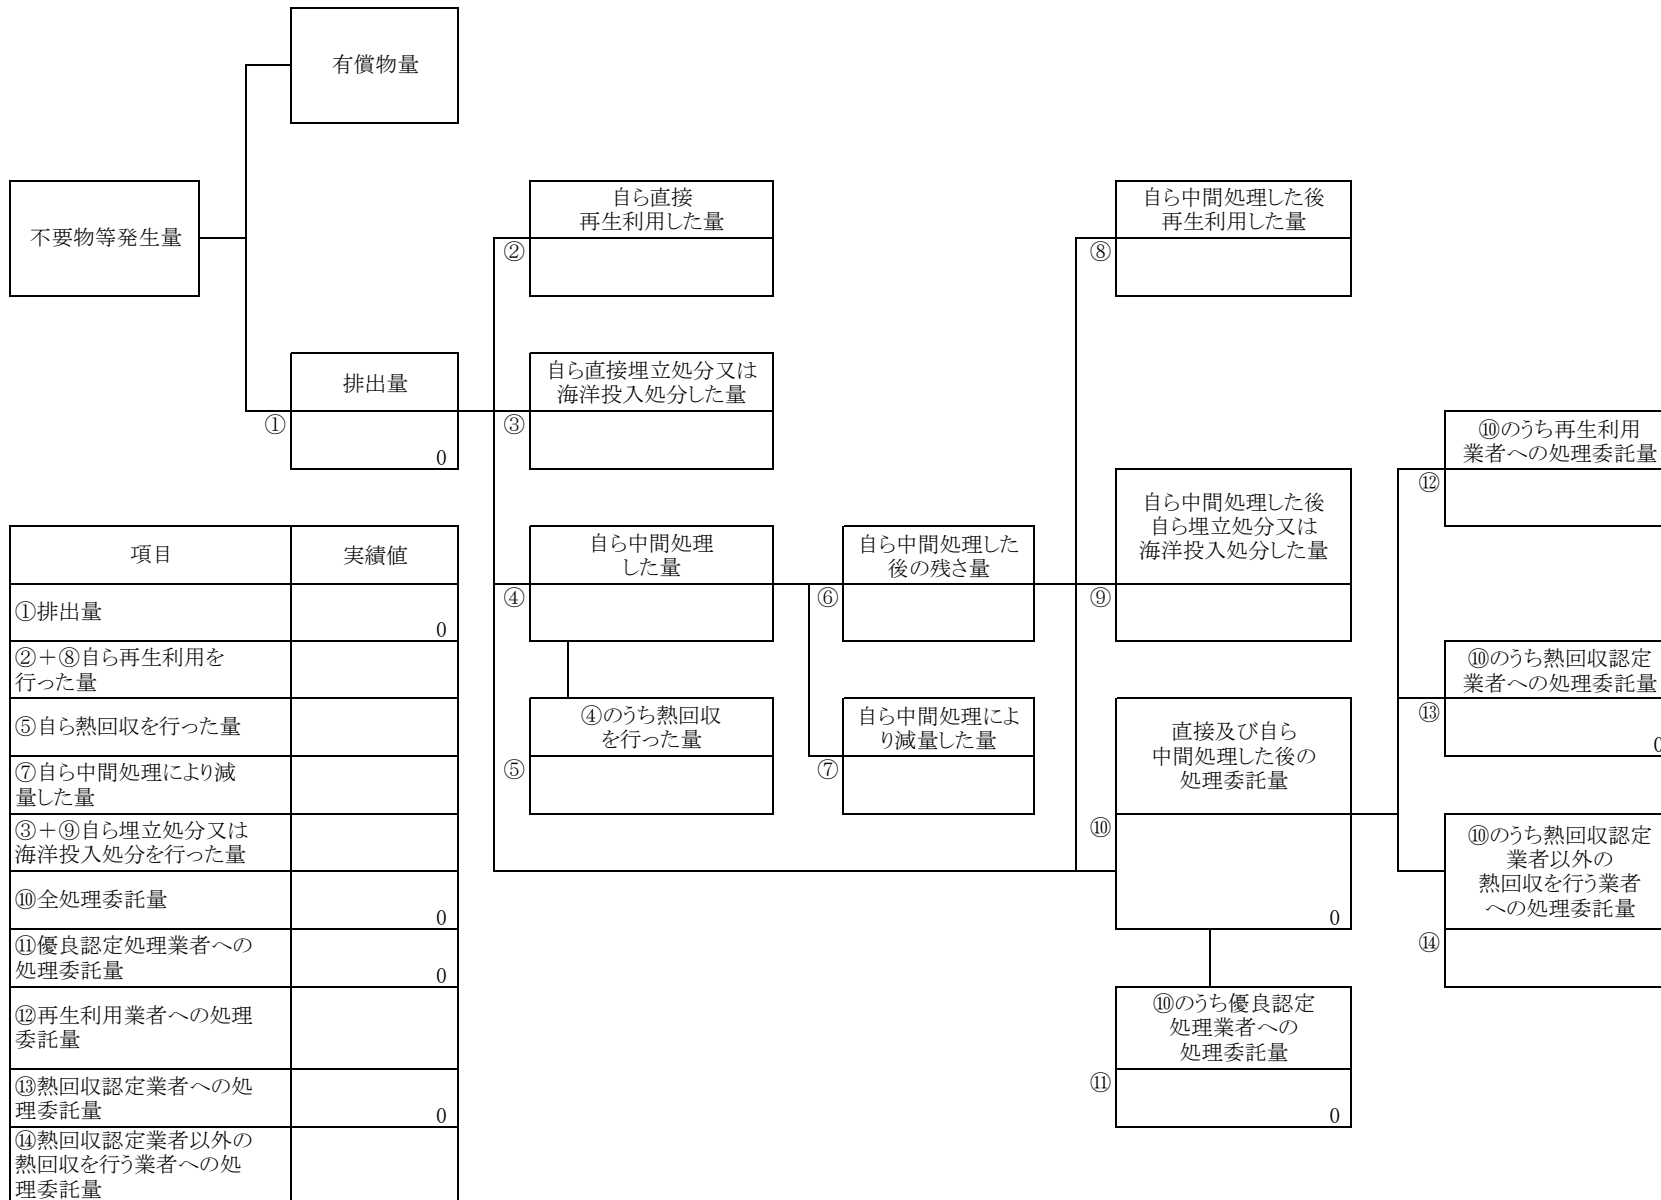 有償物量
不要物等発生量
自ら直接
再生利用した量
②
自ら中間処理した後
再生利用した量
⑧
排出量
①
0
自ら直接埋立処分又は
海洋投入処分した量
③
⑩のうち再生利用
業者への処理委託量
⑫
自ら中間処理した後
自ら埋立処分又は
海洋投入処分した量
⑨
自ら中間処理
した量
④
自ら中間処理した
後の残さ量
⑥
⑩のうち熱回収認定
業者への処理委託量
⑬
0
④のうち熱回収
を行った量
⑤
自ら中間処理によ
り減量した量
⑦
直接及び自ら
中間処理した後の
処理委託量
⑩
0
⑩のうち熱回収認定
業者以外の
熱回収を行う業者
への処理委託量
⑭
⑩のうち優良認定
処理業者への
処理委託量
⑪
0
項目 実績値
①排出量 0
②＋⑧自ら再生利用を
行った量
⑤自ら熱回収を行った量
⑦自ら中間処理により減
量した量
③＋⑨自ら埋立処分又は
海洋投入処分を行った量
⑩全処理委託量 0
⑪優良認定処理業者への
処理委託量 0
⑫再生利用業者への処理
委託量
⑬熱回収認定業者への処
理委託量 0
⑭熱回収認定業者以外の
熱回収を行う業者への処
理委託量